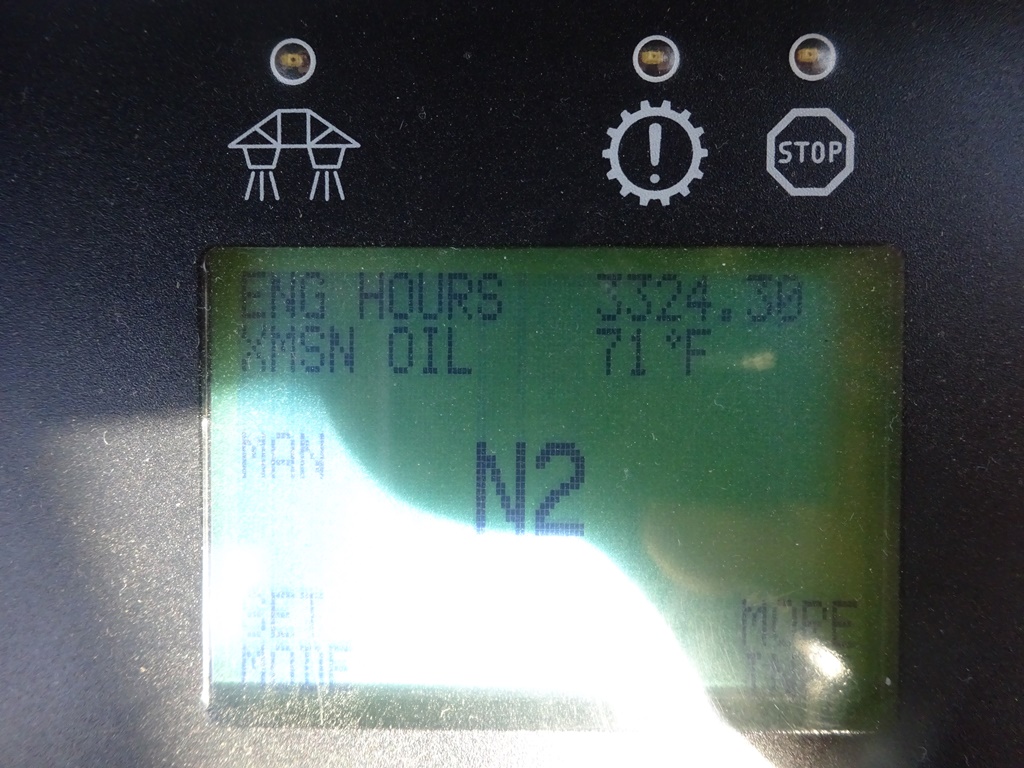 STOP
ENG HOURS 3324.30
XMSN OIL 71°F
MAN N2
SET MORE
MODE